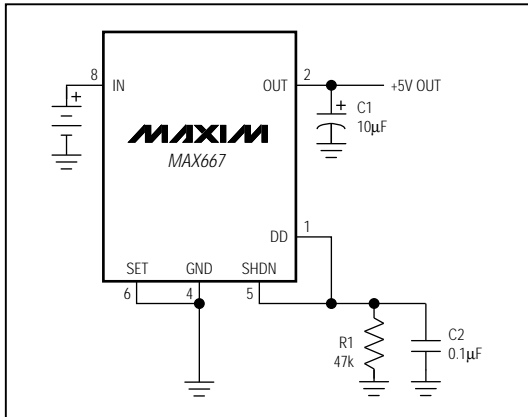 8
IN
OUT
2
+5V OUT
+
+
C1
10µF
MAXIM
MAX667
1
DD
SET
GND
SHDN
6
4
5
R1
47k
C2
0.1µF